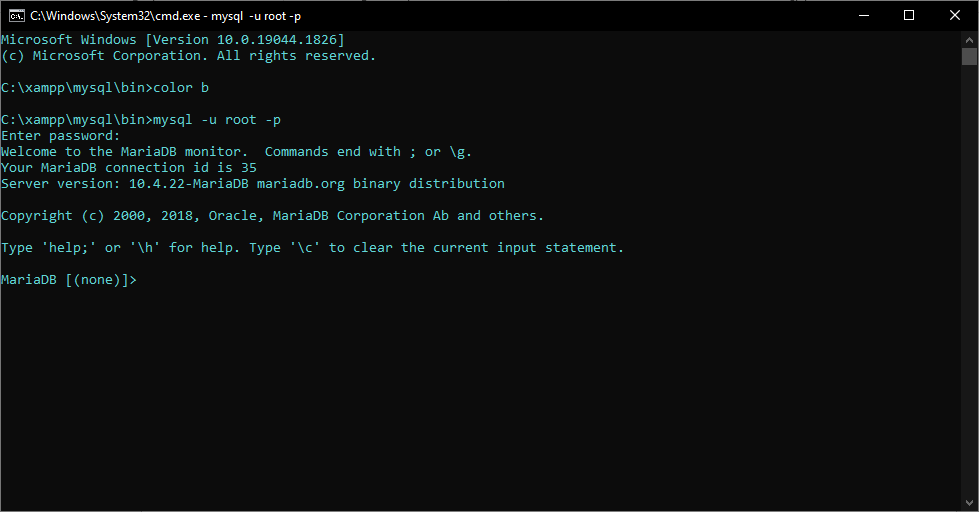 C:\Windows\System32\cmd.exe - mysql  -u root -p
Microsoft Windows [Version 10.0.19044.1826]
(c) Microsoft Corporation. All rights reserved.
C:\xampp\mysql\bin>color b
C:\xampp\mysql\bin>mysql -u root -p
Enter password:
Welcome to the MariaDB monitor.  Commands end with ; or \g.
Your MariaDB connection id is 35
Server version: 10.4.22-MariaDB mariadb.org binary distribution
Copyright (c) 2000, 2018, Oracle, MariaDB Corporation Ab and others.
Type 'help;' or '\h' for help. Type '\c' to clear the current input statement.
MariaDB [(none)]>